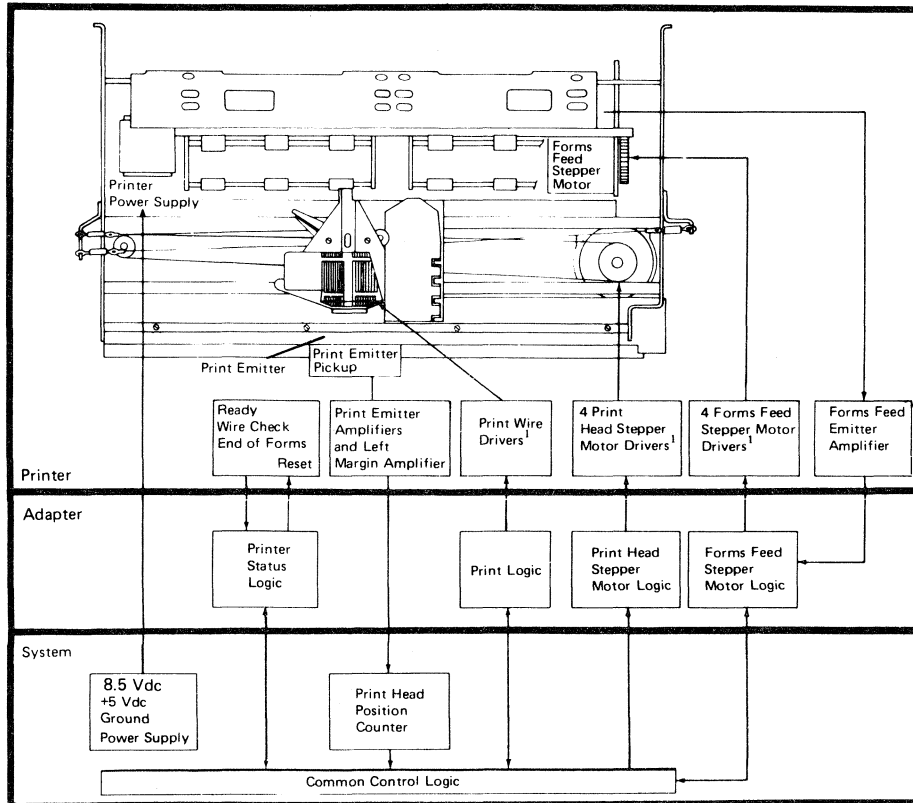 Forms
Feed
Stepper
Motor
Printer
Power Supply
Print Emitter
Print Emitter
Pickup
Ready
Wire Check
End of Forms
Reset
Print Emitter
Amplifiers
and Left
Margin Amplifier
Print Wire
Drivers¹
4 Print
Head Stepper
Motor Drivers¹
4 Forms Feed
Stepper Motor
Drivers¹
Forms Feed
Emitter
Amplifier
Printer
Adapter
Printer
Status
Logic
Print Logic
Print Head
Stepper
Motor Logic
Forms Feed
Stepper
Motor Logic
System
8.5 Vdc
+5 Vdc
Ground
Power Supply
Print Head
Position
Counter
Common Control Logic